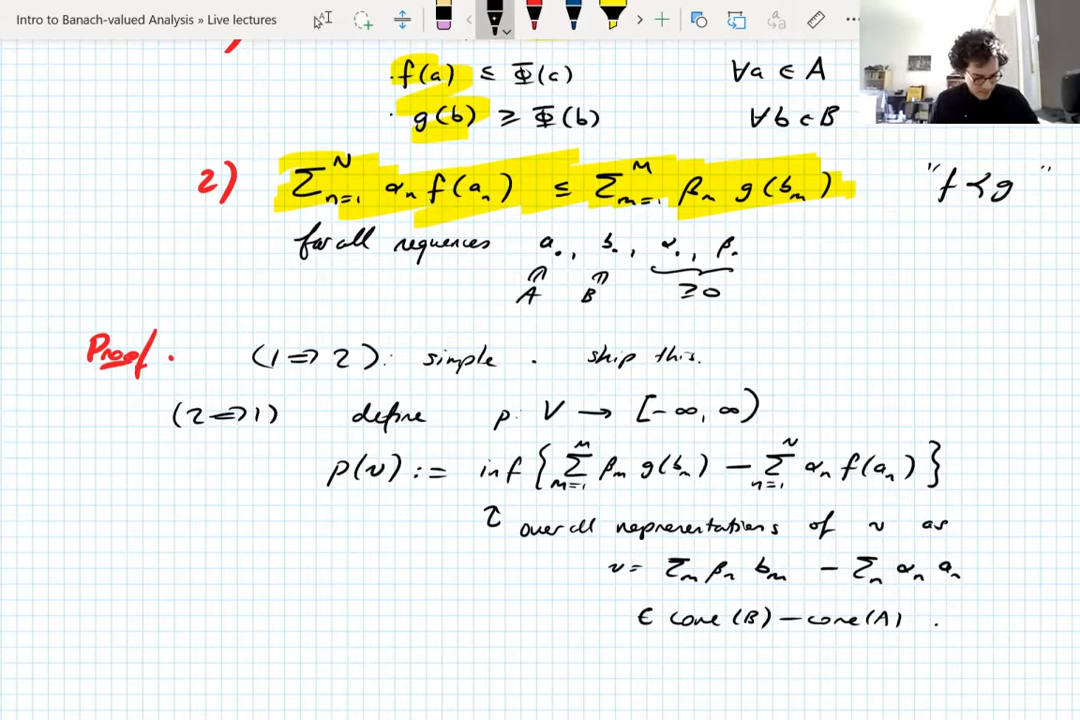 Intro to Banach-valued Analysis » Live lectures
· f(a) ≤ Φ(c) ∀a ∈ A
· g(b) ≥ Φ(b) ∀b ∈ B
2) Σ_{n=1}^N α_n f(a_n) ≤ Σ_{m=1}^M β_m g(b_m) "f ≺ g"
for all sequences a., b., α., β.
A B ≥0
Proof. (1 ⇒ 2): simple. skip this.
(2 ⇒ 1) define p: V → [-∞, ∞)
p(v) := inf { Σ_{m=1}^M β_m g(b_m) - Σ_{n=1}^N α_n f(a_n) }
over all representations of v as
v = Σ_m β_m b_m - Σ_n α_n a_n
∈ cone(B) - cone(A).